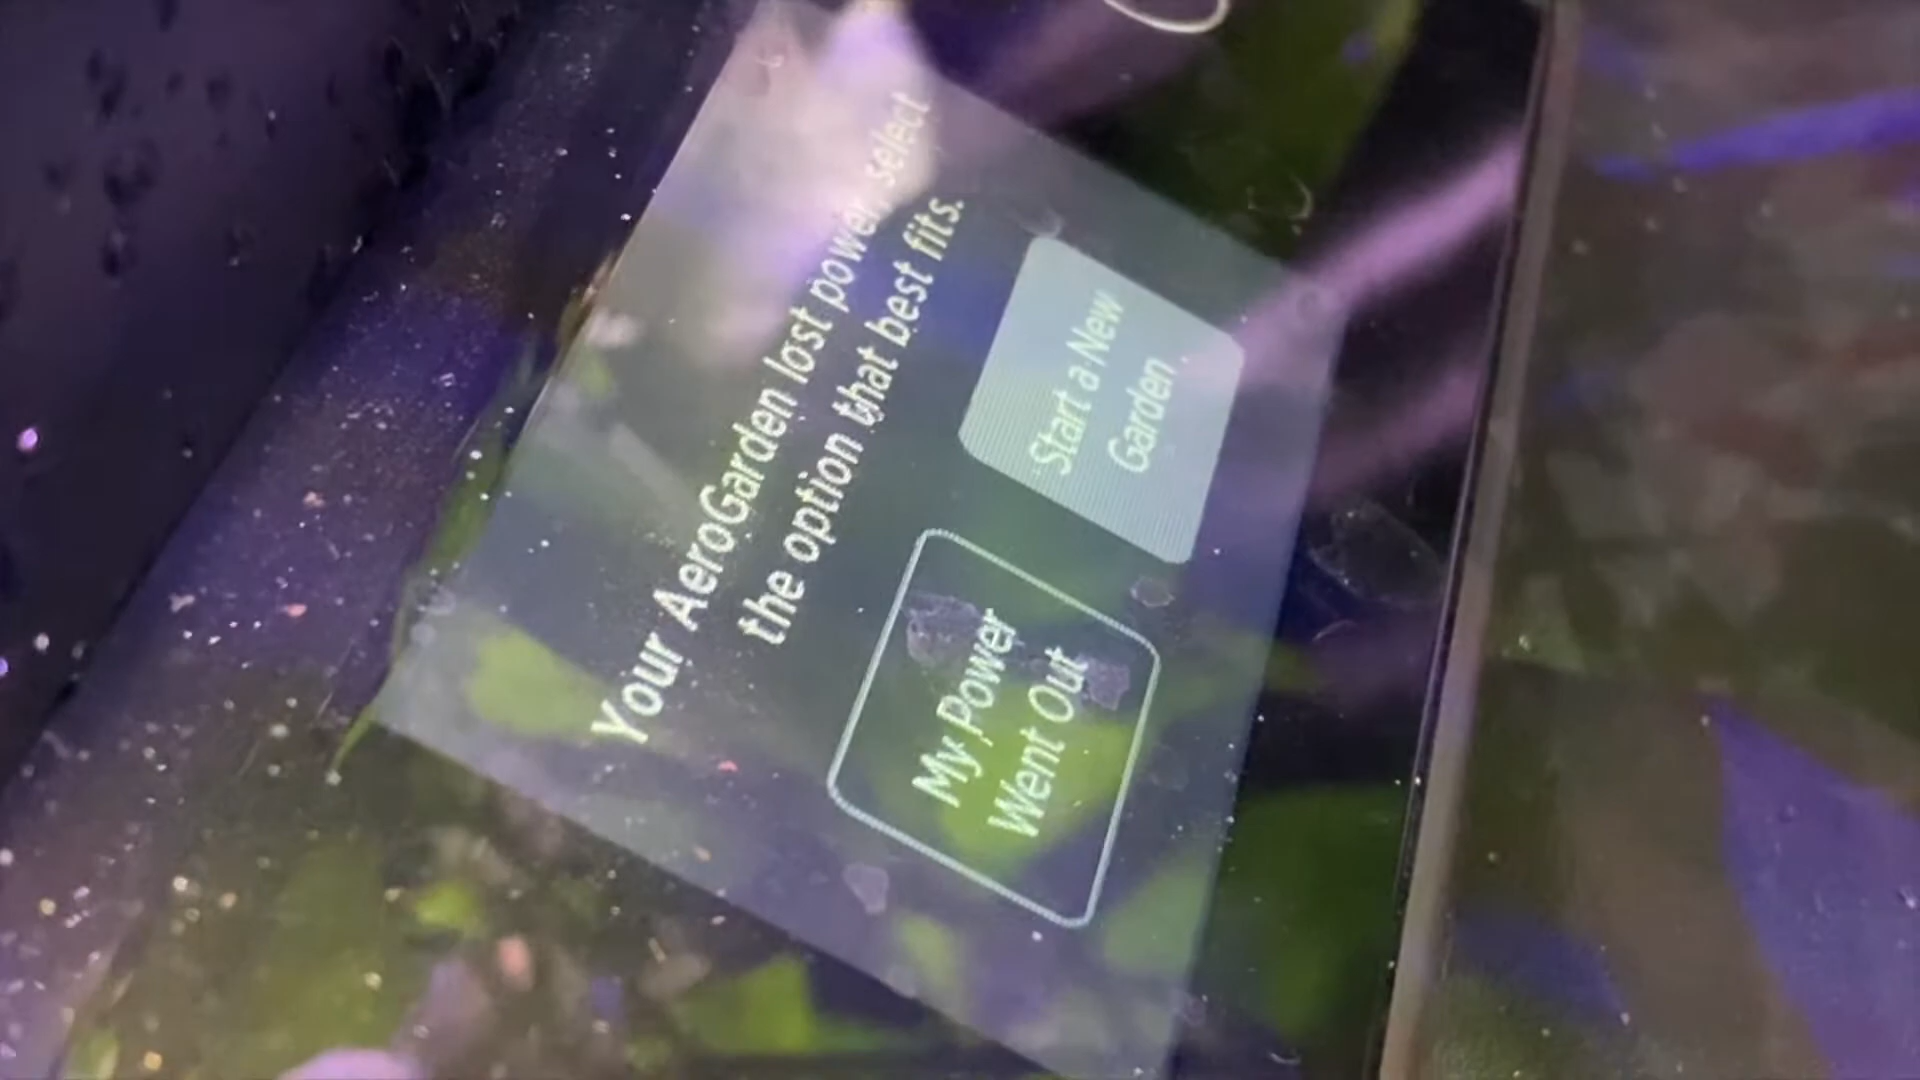 Your AeroGarden lost power, select
the option that best fits.
My Power
Went Out
Start a New
Garden